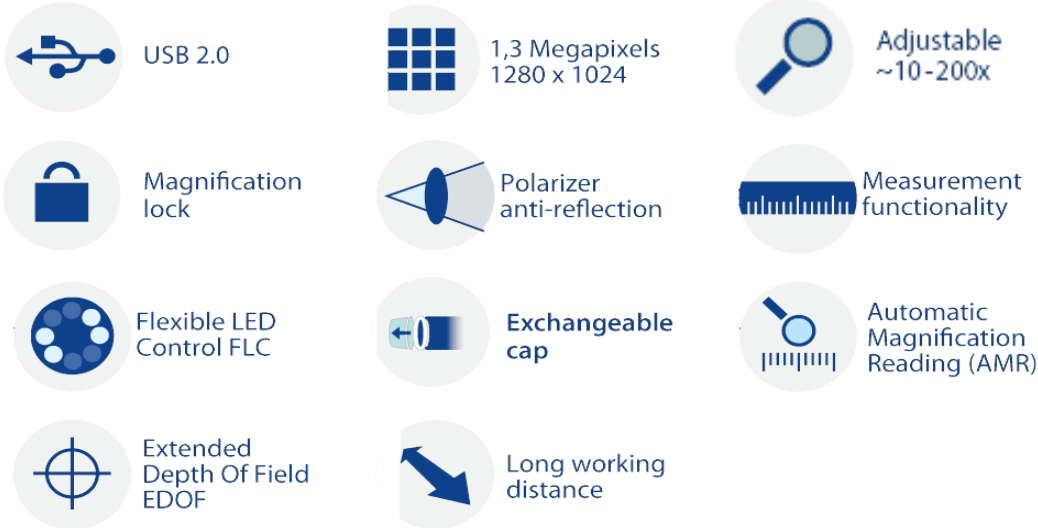 USB 2.0
1,3 Megapixels
1280 x 1024
Adjustable
~10-200x
Magnification
lock
Polarizer
anti-reflection
Measurement
functionality
Flexible LED
Control FLC
Exchangeable
cap
Automatic
Magnification
Reading (AMR)
Extended
Depth Of Field
EDOF
Long working
distance